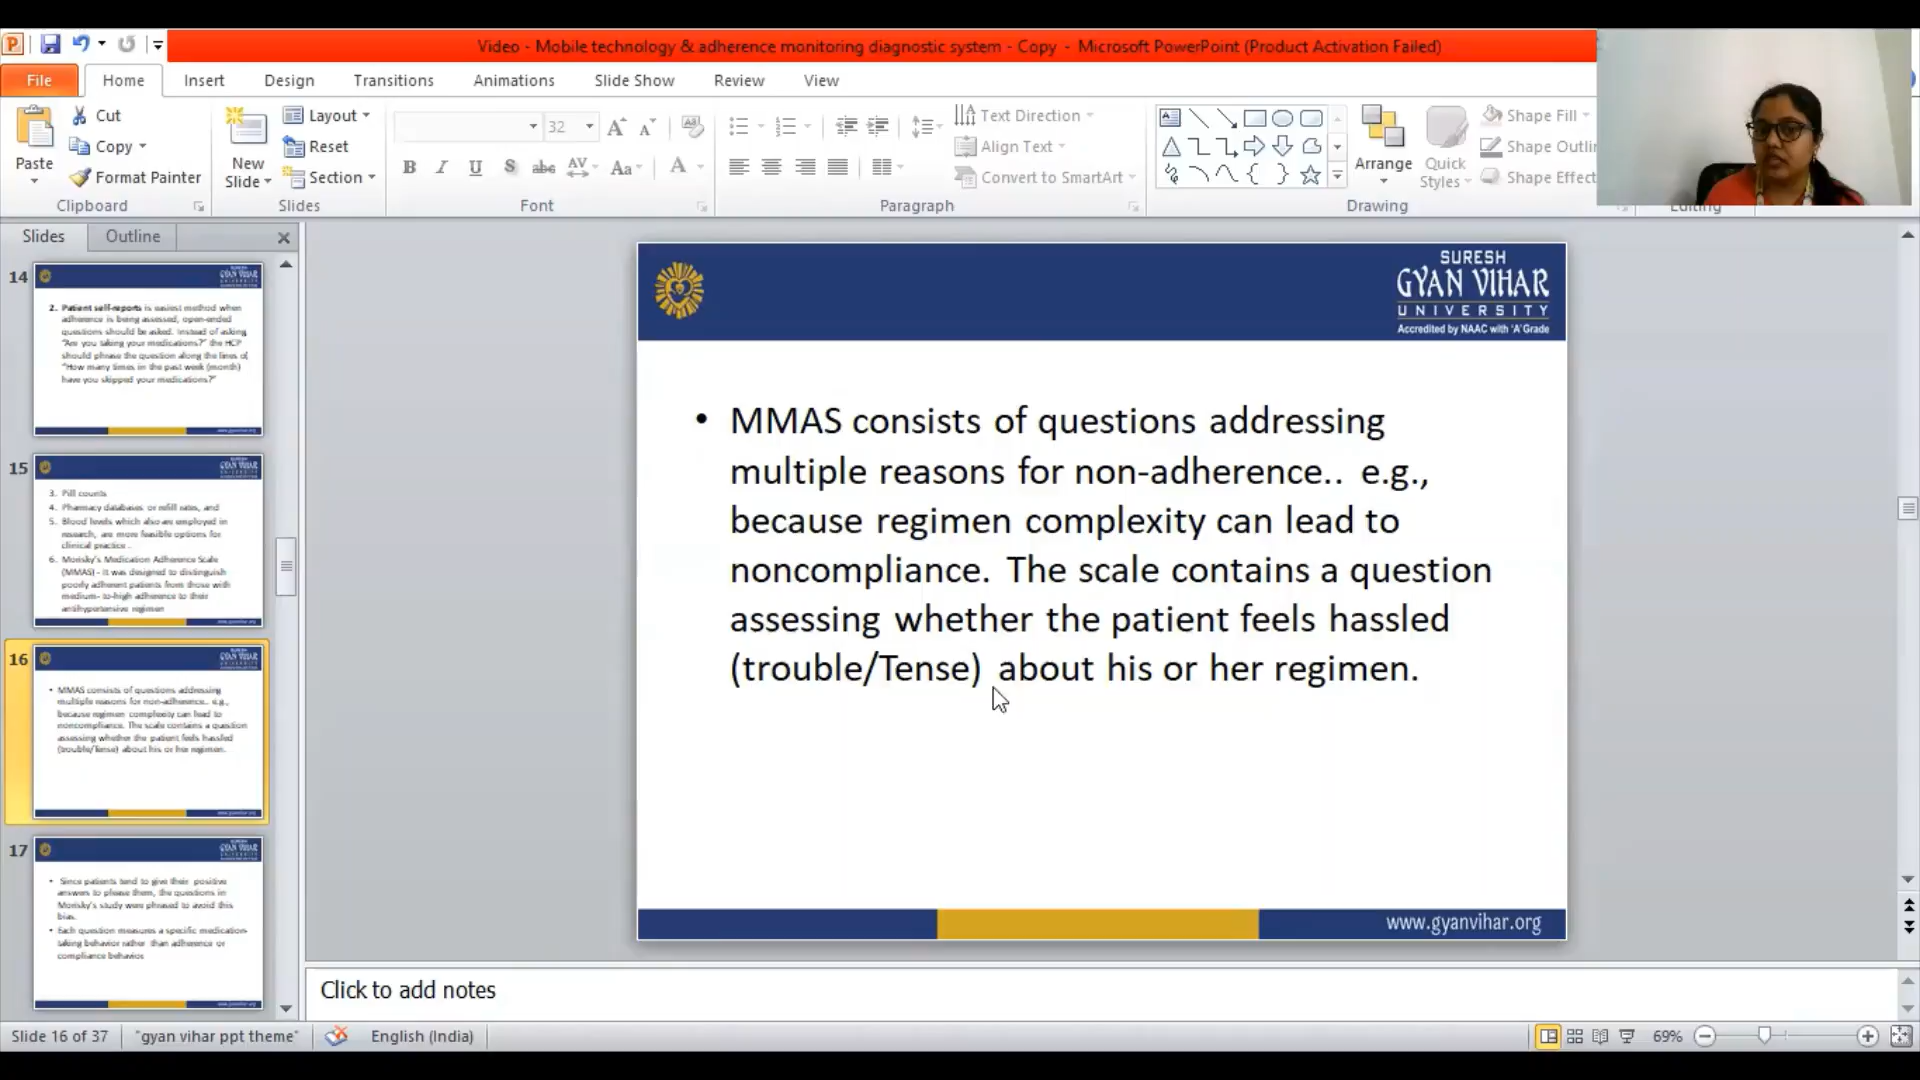 Video - Mobile technology & adherence monitoring diagnostic system - Copy - Microsoft PowerPoint (Product Activation Failed)
File Home Insert Design Transitions Animations Slide Show Review View
Paste
Cut
Copy
Format Painter
Clipboard
New
Slide
Layout
Reset
Section
Slides
32
Font
Text Direction
Align Text
Convert to SmartArt
Paragraph
Arrange
Quick
Styles
Shape Fill
Shape Outli
Shape Effect
Drawing
Editing
Slides Outline
14
SURESH
GYAN VIHAR
2. Patient self-reports is easiest method when
adherence is being assessed, open-ended
questions should be asked. Instead of asking
"Are you taking your medications?" the HCP
should phrase the question along the lines of
"How many times in the past week (month)
have you skipped your medications?"
15
GYAN VIHAR
3. Pill counts
4. Pharmacy databases or refill rates, and
5. Blood levels which also are employed in
research, are more feasible options for
clinical practice .
6. Morisky's Medication Adherence Scale
(MMAS) - it was designed to distinguish
poorly adherent patients from those with
medium- to-high adherence to their
antihypertensive regimen
16
GYAN VIHAR
• MMAS consists of questions addressing
multiple reasons for non-adherence.. e.g.,
because regimen complexity can lead to
noncompliance. The scale contains a question
assessing whether the patient feels hassled
(trouble/Tense) about his or her regimen.
17
GYAN VIHAR
• Since patients tend to give their positive
answers to please them, the questions in
Morisky's study were phrased to avoid this
bias.
• Each question measures a specific medication-
taking behavior rather than adherence or
compliance behavior
SURESH
GYAN VIHAR
UNIVERSITY
Accredited by NAAC with 'A' Grade
• MMAS consists of questions addressing
multiple reasons for non-adherence.. e.g.,
because regimen complexity can lead to
noncompliance. The scale contains a question
assessing whether the patient feels hassled
(trouble/Tense) about his or her regimen.
www.gyanvihar.org
Click to add notes
Slide 16 of 37 "gyan vihar ppt theme" English (India) 69%